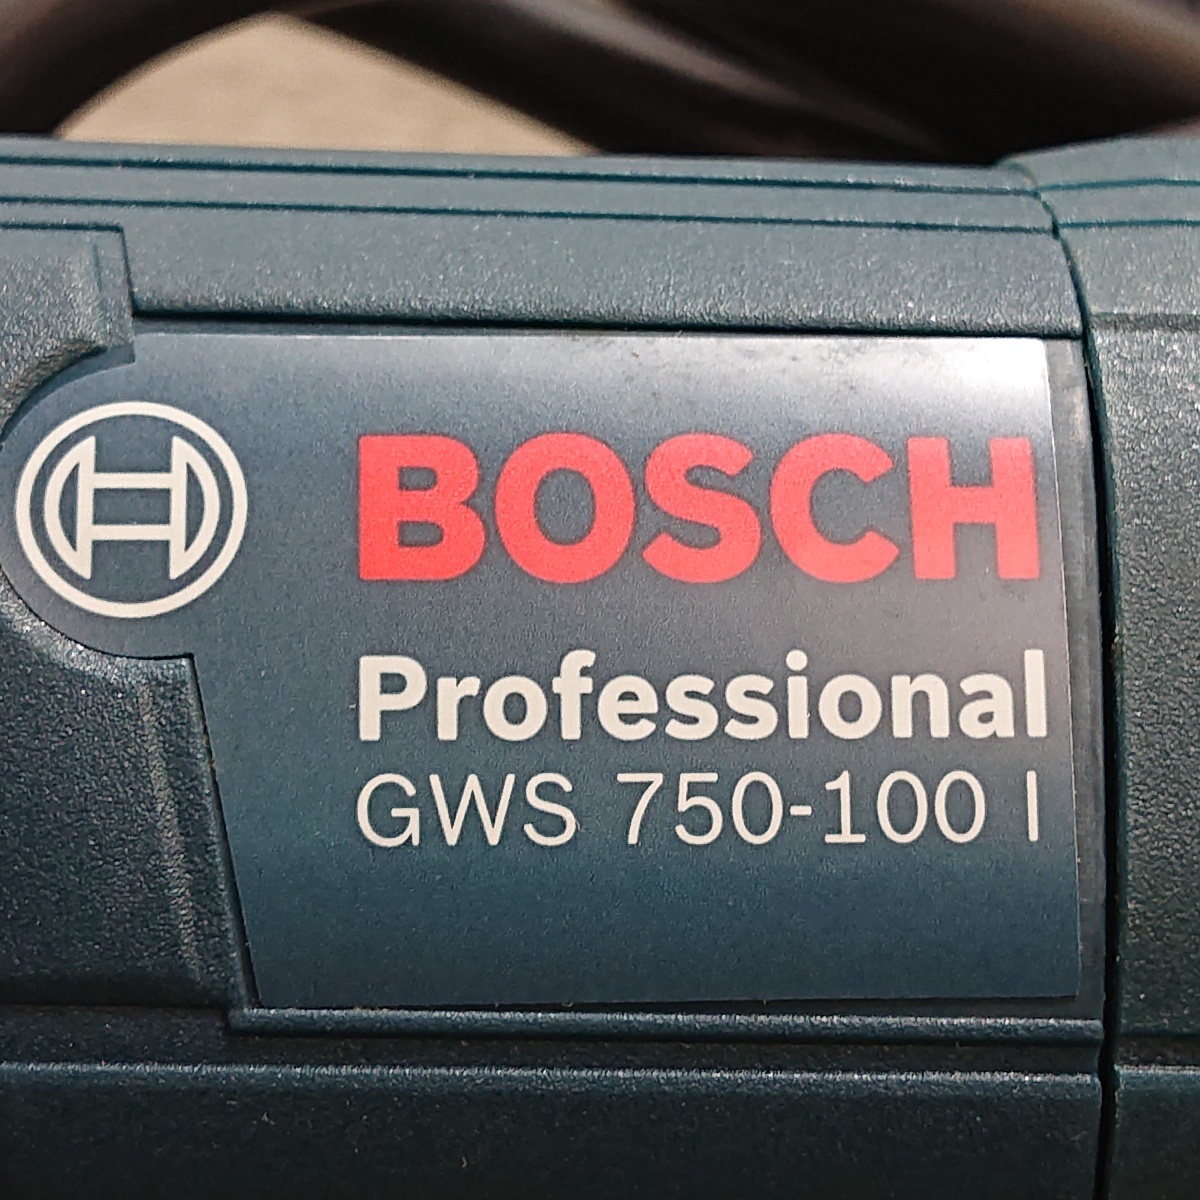 BOSCH
Professional
GWS 750-100 I